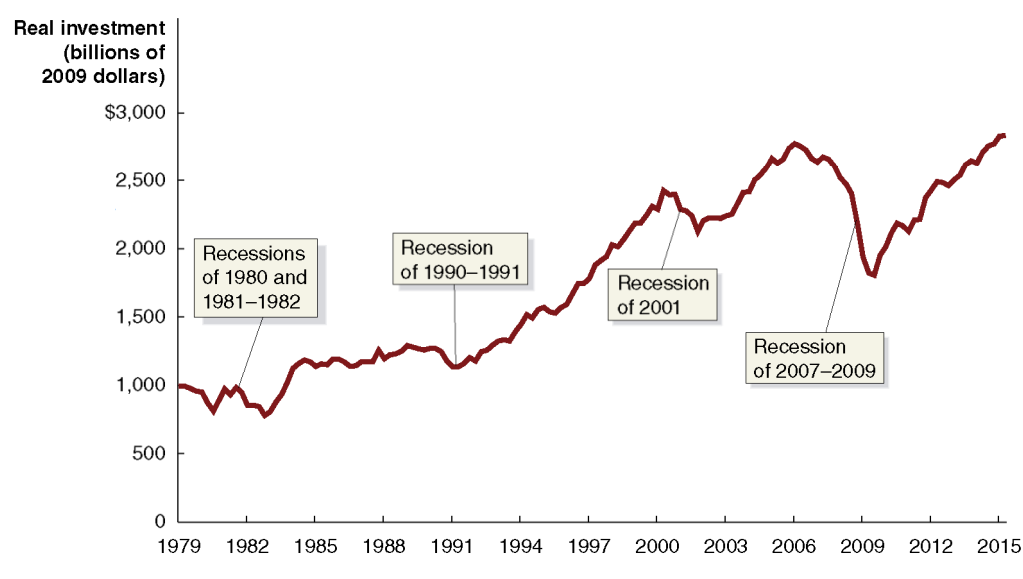 Real investment
(billions of
2009 dollars)
$3,000
2,500
2,000
1,500
1,000
500
0
Recessions
of 1980 and
1981–1982
Recession
of 1990–1991
Recession
of 2001
Recession
of 2007–2009
1979 1982 1985 1988 1991 1994 1997 2000 2003 2006 2009 2012 2015